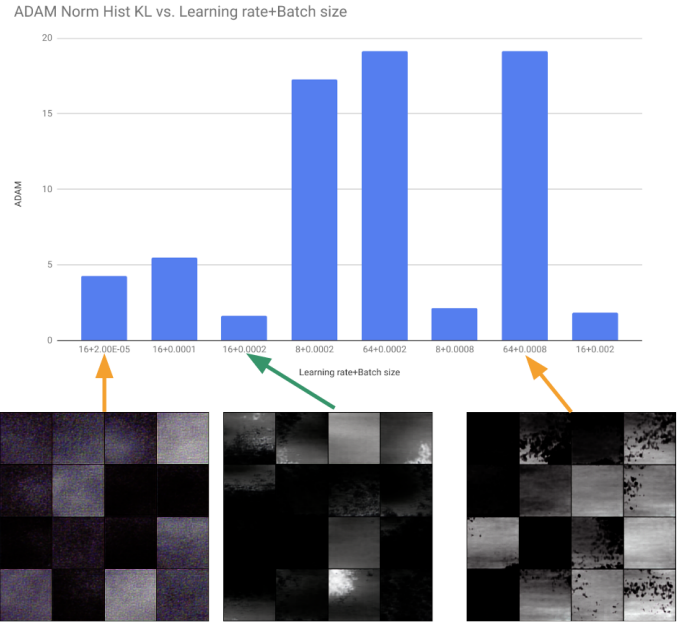 ADAM Norm Hist KL vs. Learning rate+Batch size
20
15
10
5
0
ADAM
16+2.00E-05 16+0.0001 16+0.0002 8+0.0002 64+0.0002 8+0.0008 64+0.0008 16+0.002
Learning rate+Batch size